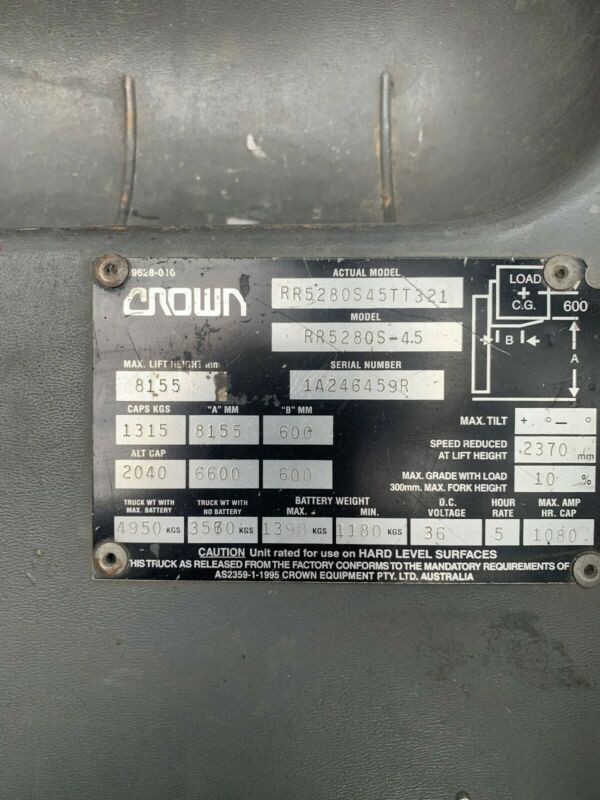 9628-010
CROWN
ACTUAL MODEL
RR5280S45TT321
MODEL
RR5280S-4.5
LOAD
C.G.
600
B
A
MAX. LIFT HEIGHT mm
8155
SERIAL NUMBER
1A246459R
CAPS KGS "A" MM "B" MM
1315 8155 600
ALT CAP
2040 6600 600
MAX. TILT + ° — °
SPEED REDUCED
AT LIFT HEIGHT 2370 mm
MAX. GRADE WITH LOAD
300mm. MAX. FORK HEIGHT 10 %
TRUCK WT WITH
MAX. BATTERY
4950 KGS
TRUCK WT WITH
NO BATTERY
3560 KGS
BATTERY WEIGHT
MAX. MIN.
1390 KGS 1180 KGS
D.C.
VOLTAGE
36
HOUR
RATE
5
MAX. AMP
HR. CAP
1080
CAUTION Unit rated for use on HARD LEVEL SURFACES
THIS TRUCK AS RELEASED FROM THE FACTORY CONFORMS TO THE MANDATORY REQUIREMENTS OF
AS2359-1-1995 CROWN EQUIPMENT PTY. LTD. AUSTRALIA